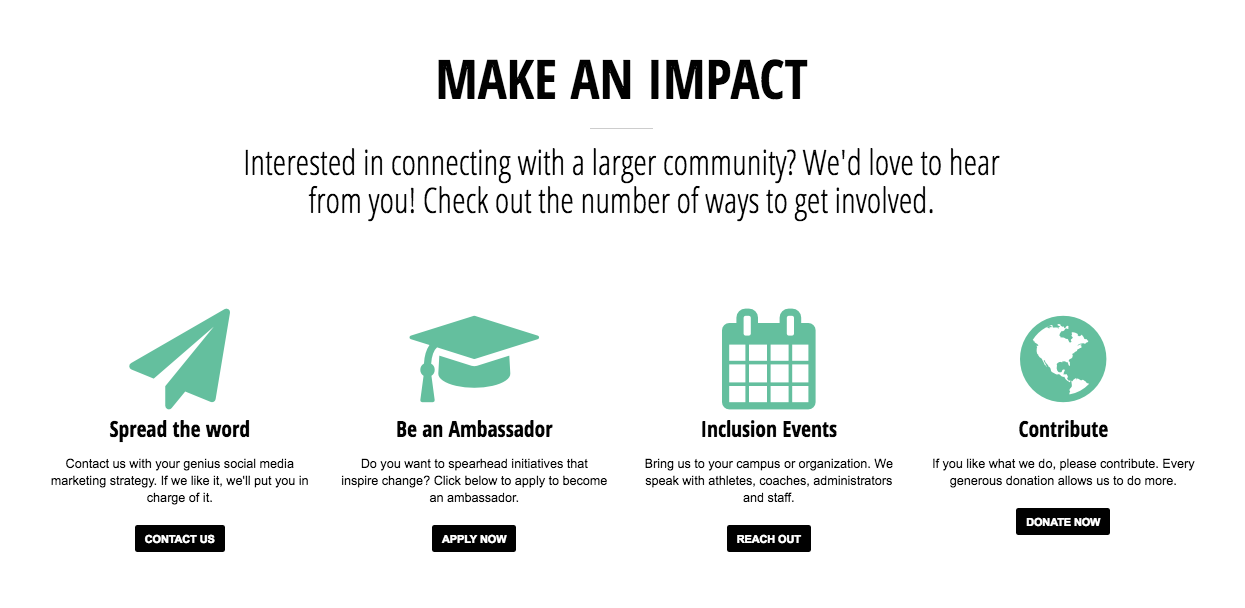 MAKE AN IMPACT
Interested in connecting with a larger community? We'd love to hear
from you! Check out the number of ways to get involved.
Spread the word
Contact us with your genius social media
marketing strategy. If we like it, we'll put you in
charge of it.
CONTACT US
Be an Ambassador
Do you want to spearhead initiatives that
inspire change? Click below to apply to become
an ambassador.
APPLY NOW
Inclusion Events
Bring us to your campus or organization. We
speak with athletes, coaches, administrators
and staff.
REACH OUT
Contribute
If you like what we do, please contribute. Every
generous donation allows us to do more.
DONATE NOW